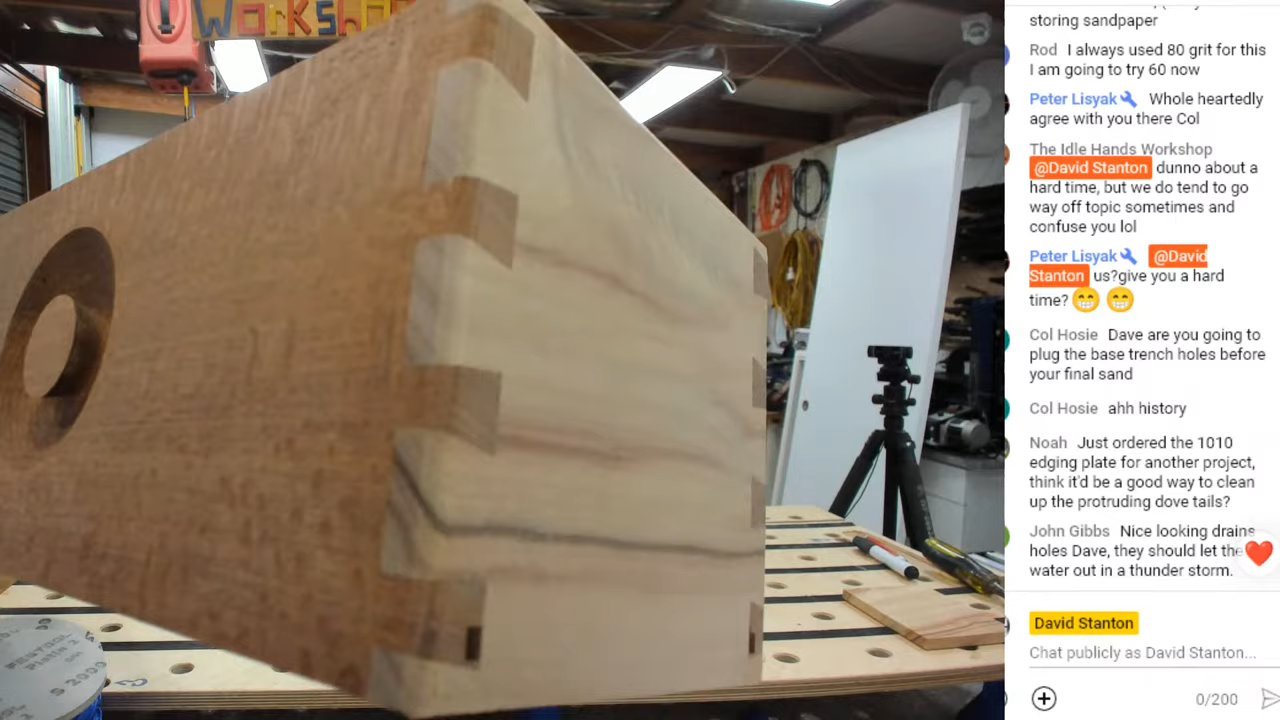 Workshop
storing sandpaper
Rod I always used 80 grit for this
I am going to try 60 now
Peter Lisyak Whole heartedly
agree with you there Col
The Idle Hands Workshop
@David Stanton dunno about a
hard time, but we do tend to go
way off topic sometimes and
confuse you lol
Peter Lisyak @David
Stanton us?give you a hard
time?
Col Hosie Dave are you going to
plug the base trench holes before
your final sand
Col Hosie ahh history
Noah Just ordered the 1010
edging plate for another project,
think it'd be a good way to clean
up the protruding dove tails?
John Gibbs Nice looking drains
holes Dave, they should let the
water out in a thunder storm.
David Stanton
Chat publicly as David Stanton...
0/200
S 2000